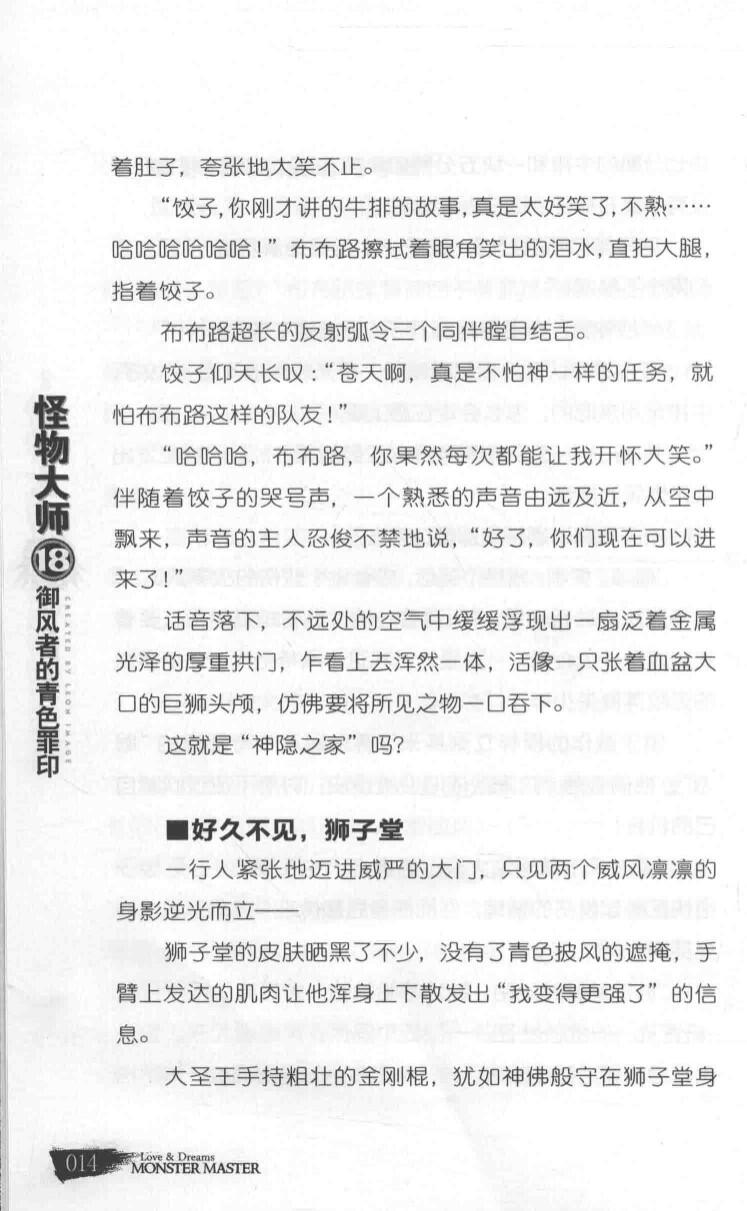 着肚子，夸张地大笑不止。
“饺子，你刚才讲的牛排的故事，真是太好笑了，不熟……
哈哈哈哈哈哈！”布布路擦拭着眼角笑出的泪水，直拍大腿，
指着饺子。
布布路超长的反射弧令三个同伴瞠目结舌。
饺子仰天长叹：“苍天啊，真是不怕神一样的任务，就
怕布布路这样的队友！”
“哈哈哈，布布路，你果然每次都能让我开怀大笑。”
伴随着饺子的哭号声，一个熟悉的声音由远及近，从空中
飘来，声音的主人忍俊不禁地说，“好了，你们现在可以进
来了！”
话音落下，不远处的空气中缓缓浮现出一扇泛着金属
光泽的厚重拱门，乍看上去浑然一体，活像一只张着血盆大
口的巨狮头颅，仿佛要将所见之物一口吞下。
这就是“神隐之家”吗？
■好久不见，狮子堂
一行人紧张地迈进威严的大门，只见两个威风凛凛的
身影逆光而立——
狮子堂的皮肤晒黑了不少，没有了青色披风的遮掩，手
臂上发达的肌肉让他浑身上下散发出“我变得更强了”的信
息。
大圣王手持粗壮的金刚棍，犹如神佛般守在狮子堂身
怪物大师⑱御风者的青色罪印
CREATED BY LEON IMAGE
014
Love & Dreams
MONSTER MASTER